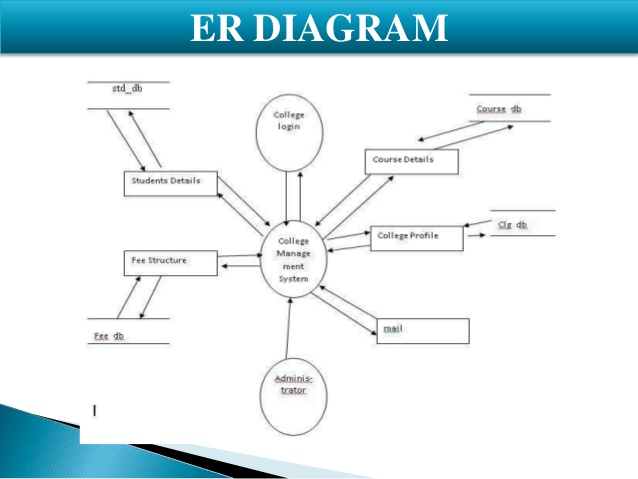 ER DIAGRAM
std_db
College
login
Course db
Course Details
Students Details
College Profile
Clg db
College
Manage
ment
System
Fee Structure
mail
Fee db
Adminis-
trator